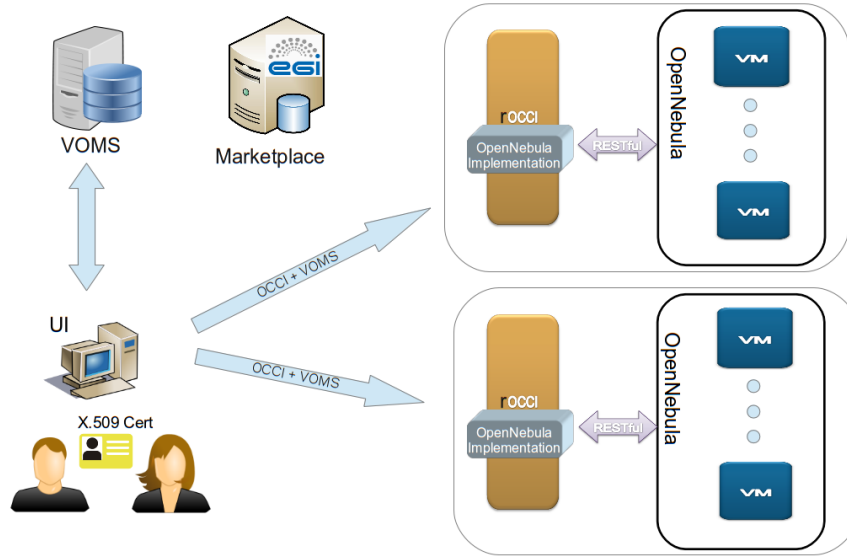 VOMS
eGi
Marketplace
UI
X.509 Cert
OCCI + VOMS
OCCI + VOMS
rOCCI
OpenNebula
Implementation
RESTful
OpenNebula
VM
VM
rOCCI
OpenNebula
Implementation
RESTful
OpenNebula
VM
VM